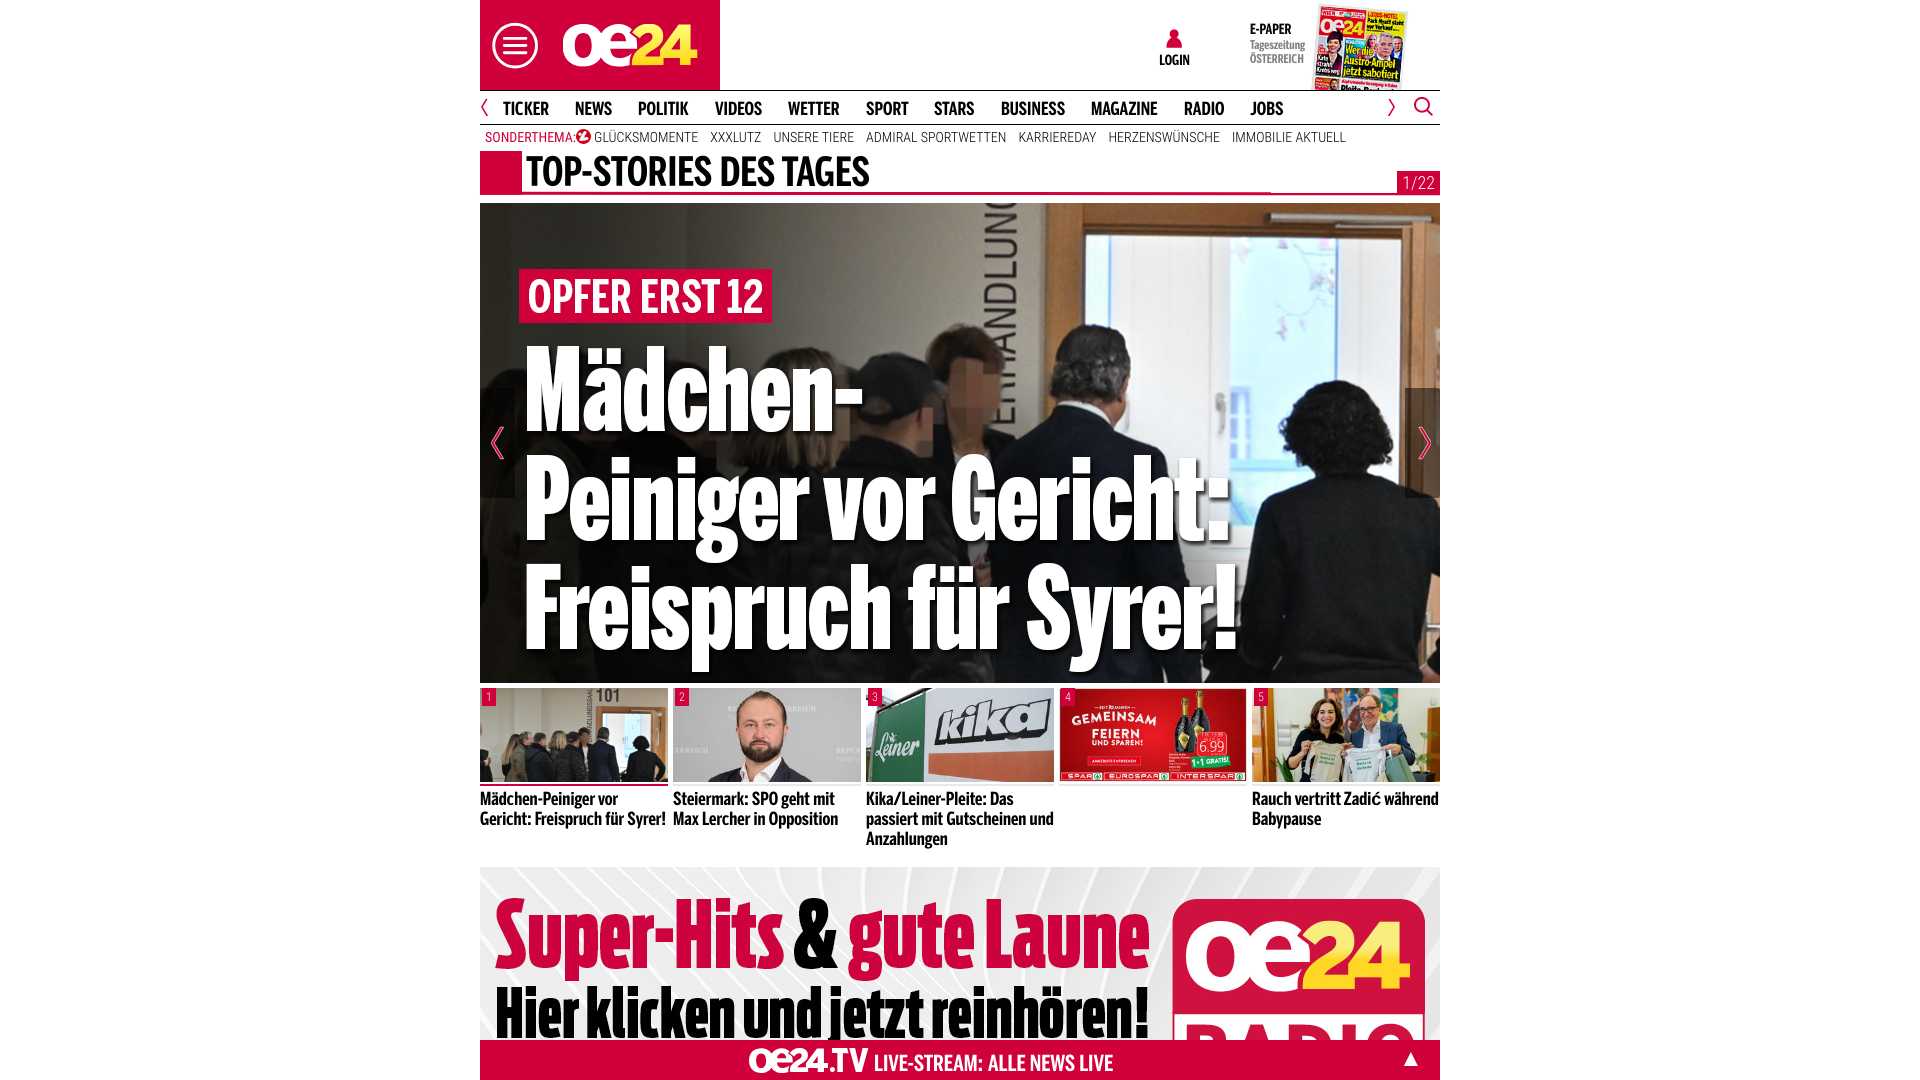 oe24
LOGIN
E-PAPER
Tageszeitung
ÖSTERREICH
oe24
Wer die
Austro-Ampel
jetzt sabotiert
TICKER NEWS POLITIK VIDEOS WETTER SPORT STARS BUSINESS MAGAZINE RADIO JOBS
SONDERTHEMA: GLÜCKSMOMENTE XXXLUTZ UNSERE TIERE ADMIRAL SPORTWETTEN KARRIEREDAY HERZENSWÜNSCHE IMMOBILIE AKTUELL
TOP-STORIES DES TAGES
1/22
OPFER ERST 12
Mädchen-
Peiniger vor Gericht:
Freispruch für Syrer!
1
101
2
3
Leiner
kika
4
GEMEINSAM
FEIERN
UND SPAREN!
6.99
1+1 GRATIS!
SPAR EUROSPAR INTERSPAR
5
Mädchen-Peiniger vor
Gericht: Freispruch für Syrer!
Steiermark: SPÖ geht mit
Max Lercher in Opposition
Kika/Leiner-Pleite: Das
passiert mit Gutscheinen und
Anzahlungen
Rauch vertritt Zadić während
Babypause
Super-Hits & gute Laune
Hier klicken und jetzt reinhören!
oe24
RADIO
oe24.TV LIVE-STREAM: ALLE NEWS LIVE